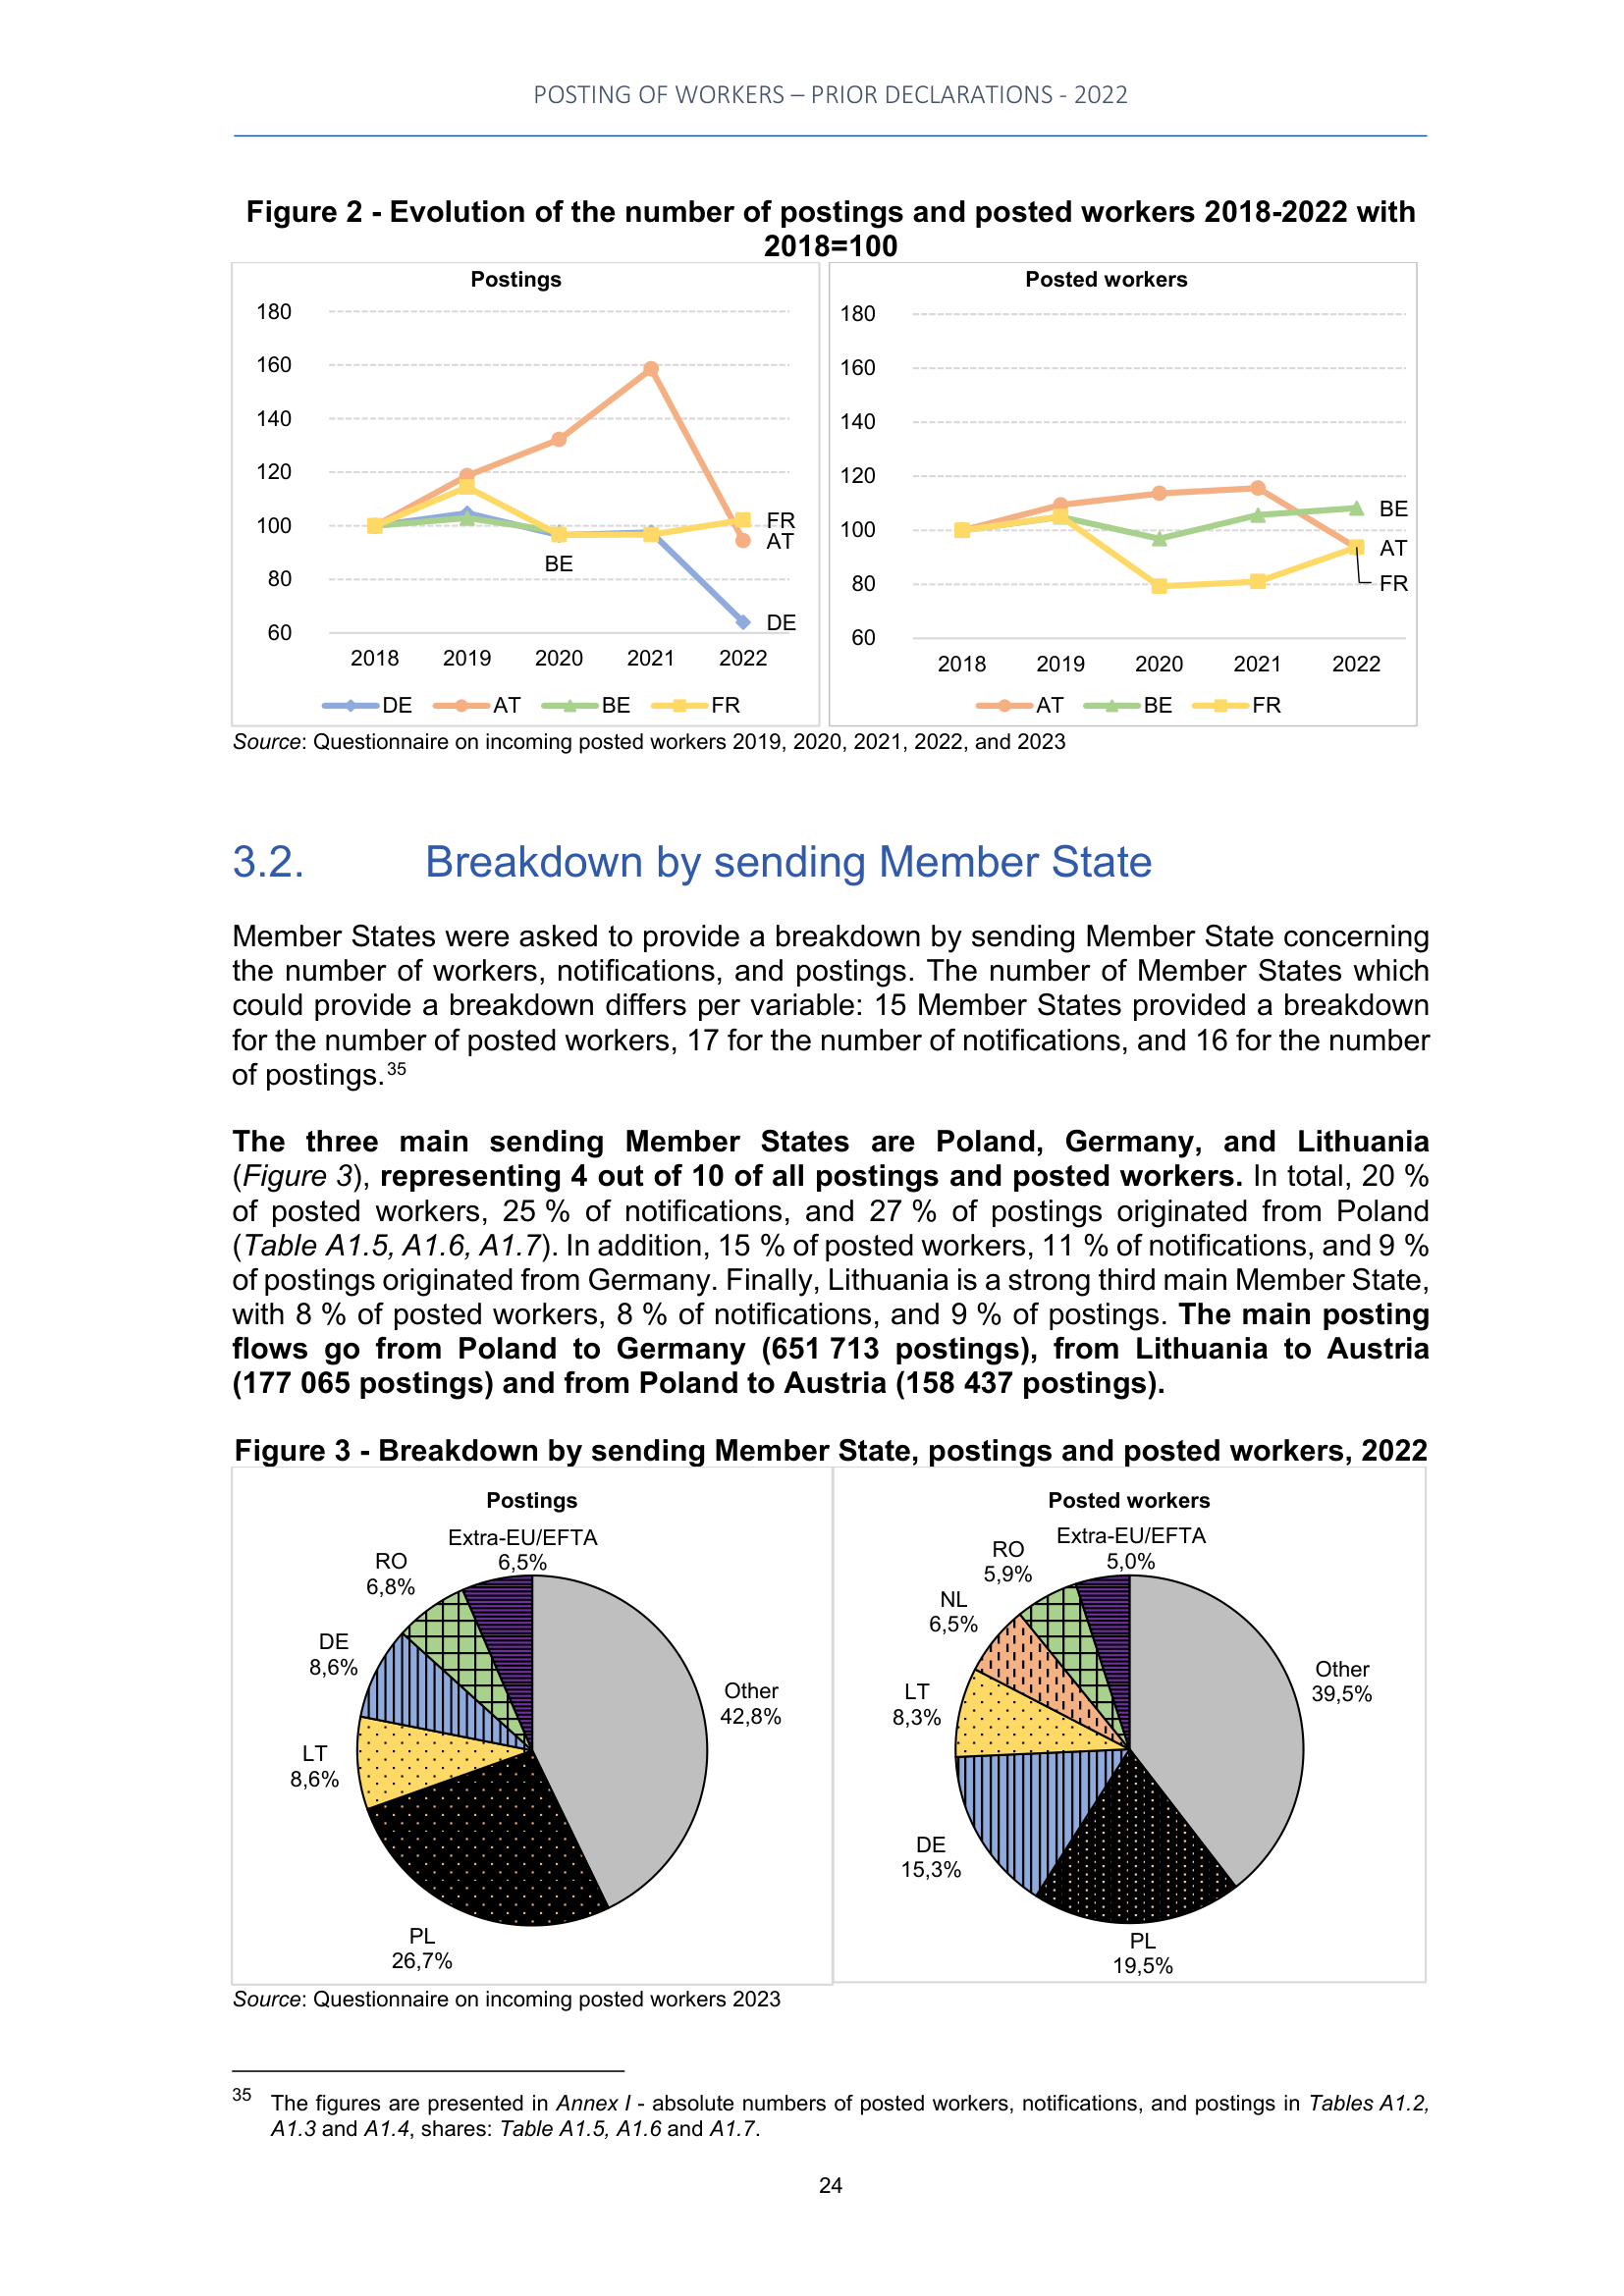 POSTING OF WORKERS – PRIOR DECLARATIONS - 2022
Figure 2 - Evolution of the number of postings and posted workers 2018-2022 with
2018=100
Postings
180
160
140
120
100
80
60
FR
AT
BE
DE
2018 2019 2020 2021 2022
DE AT BE FR
Posted workers
180
160
140
120
100
80
60
BE
AT
FR
2018 2019 2020 2021 2022
AT BE FR
Source: Questionnaire on incoming posted workers 2019, 2020, 2021, 2022, and 2023
3.2. Breakdown by sending Member State
Member States were asked to provide a breakdown by sending Member State concerning
the number of workers, notifications, and postings. The number of Member States which
could provide a breakdown differs per variable: 15 Member States provided a breakdown
for the number of posted workers, 17 for the number of notifications, and 16 for the number
of postings.35
The three main sending Member States are Poland, Germany, and Lithuania
(Figure 3), representing 4 out of 10 of all postings and posted workers. In total, 20 %
of posted workers, 25 % of notifications, and 27 % of postings originated from Poland
(Table A1.5, A1.6, A1.7). In addition, 15 % of posted workers, 11 % of notifications, and 9 %
of postings originated from Germany. Finally, Lithuania is a strong third main Member State,
with 8 % of posted workers, 8 % of notifications, and 9 % of postings. The main posting
flows go from Poland to Germany (651 713 postings), from Lithuania to Austria
(177 065 postings) and from Poland to Austria (158 437 postings).
Figure 3 - Breakdown by sending Member State, postings and posted workers, 2022
Postings
Extra-EU/EFTA
6,5%
RO
6,8%
DE
8,6%
Other
42,8%
LT
8,6%
PL
26,7%
Posted workers
Extra-EU/EFTA
5,0%
RO
5,9%
NL
6,5%
Other
39,5%
LT
8,3%
DE
15,3%
PL
19,5%
Source: Questionnaire on incoming posted workers 2023
35 The figures are presented in Annex I - absolute numbers of posted workers, notifications, and postings in Tables A1.2,
A1.3 and A1.4, shares: Table A1.5, A1.6 and A1.7.
24